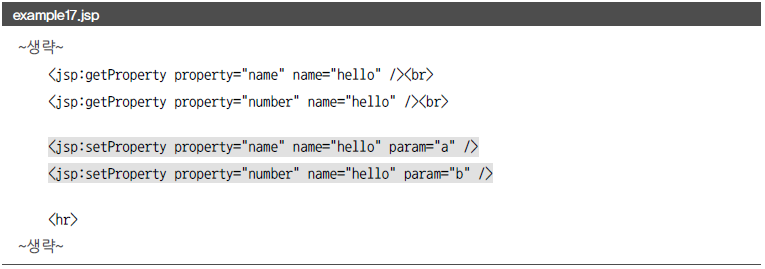 example17.jsp
~생략~
<jsp:getProperty property="name" name="hello" /><br>
<jsp:getProperty property="number" name="hello" /><br>
<jsp:setProperty property="name" name="hello" param="a" />
<jsp:setProperty property="number" name="hello" param="b" />
<hr>
~생략~